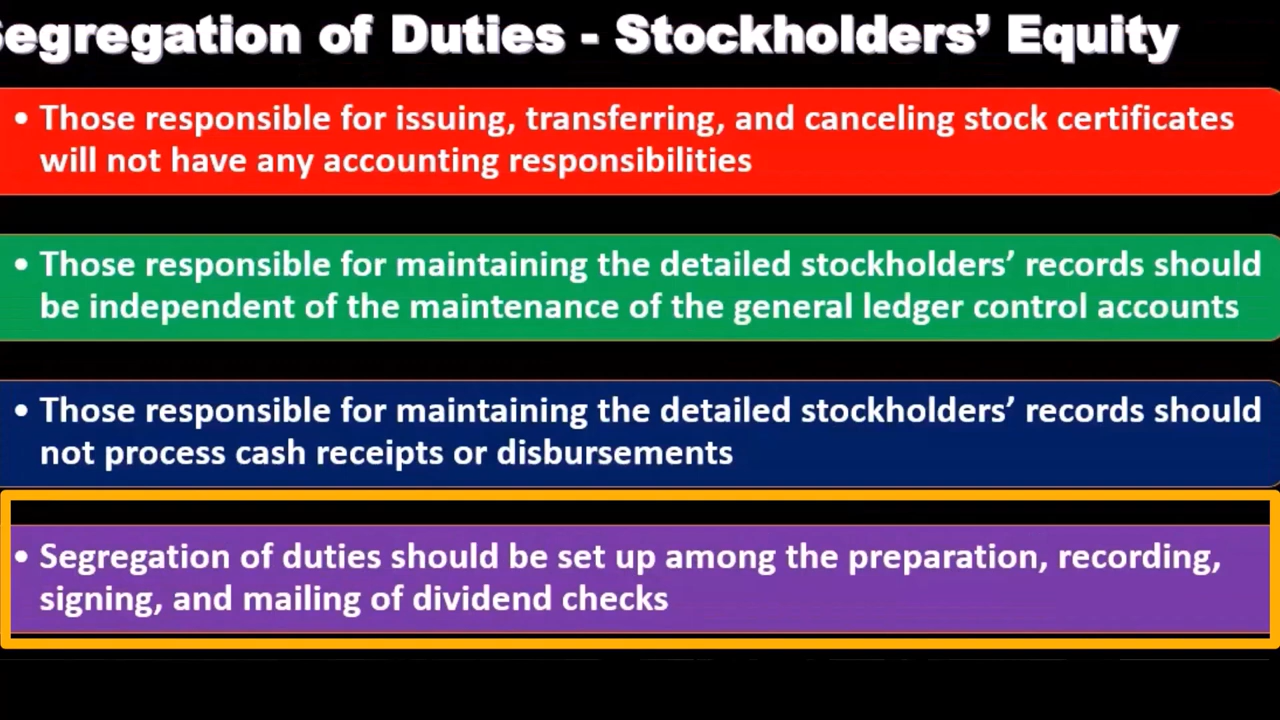 Segregation of Duties - Stockholders’ Equity
• Those responsible for issuing, transferring, and canceling stock certificates
will not have any accounting responsibilities
• Those responsible for maintaining the detailed stockholders’ records should
be independent of the maintenance of the general ledger control accounts
• Those responsible for maintaining the detailed stockholders’ records should
not process cash receipts or disbursements
• Segregation of duties should be set up among the preparation, recording,
signing, and mailing of dividend checks